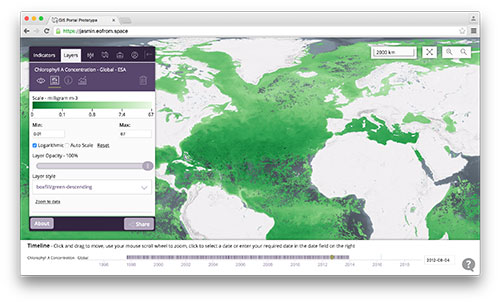 GIS Portal Prototype
https://jasmin.eofrom.space
Indicators
Layers
2000 km
Chlorophyll A Concentration - Global - ESA
Scale - milligram m-3
0 0.1 0.8 7.4 67
Min:
Max:
0.01
67
Logarithmic
Auto Scale
Reset
Layer Opacity - 100%
Layer style
boxfill/green-descending
Zoom to data
About
Share
Timeline - Click and drag to move, use your mouse scroll wheel to zoom, click to select a date or enter your required date in the date field on the right
Chlorophyll A Concentration - Global
2012-08-04
1996 1998 2000 2002 2004 2006 2008 2010 2012 2014 2016 2018
?